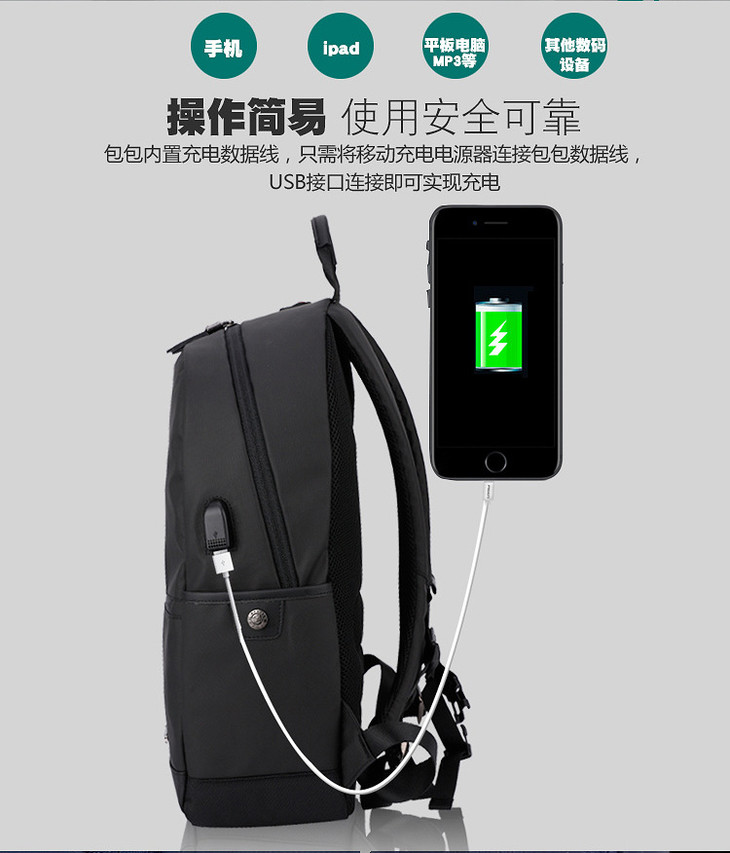 手机
ipad
平板电脑
MP3等
其他数码
设备
操作简易 使用安全可靠
包包内置充电数据线，只需将移动充电电源器连接包包数据线，
USB接口连接即可实现充电